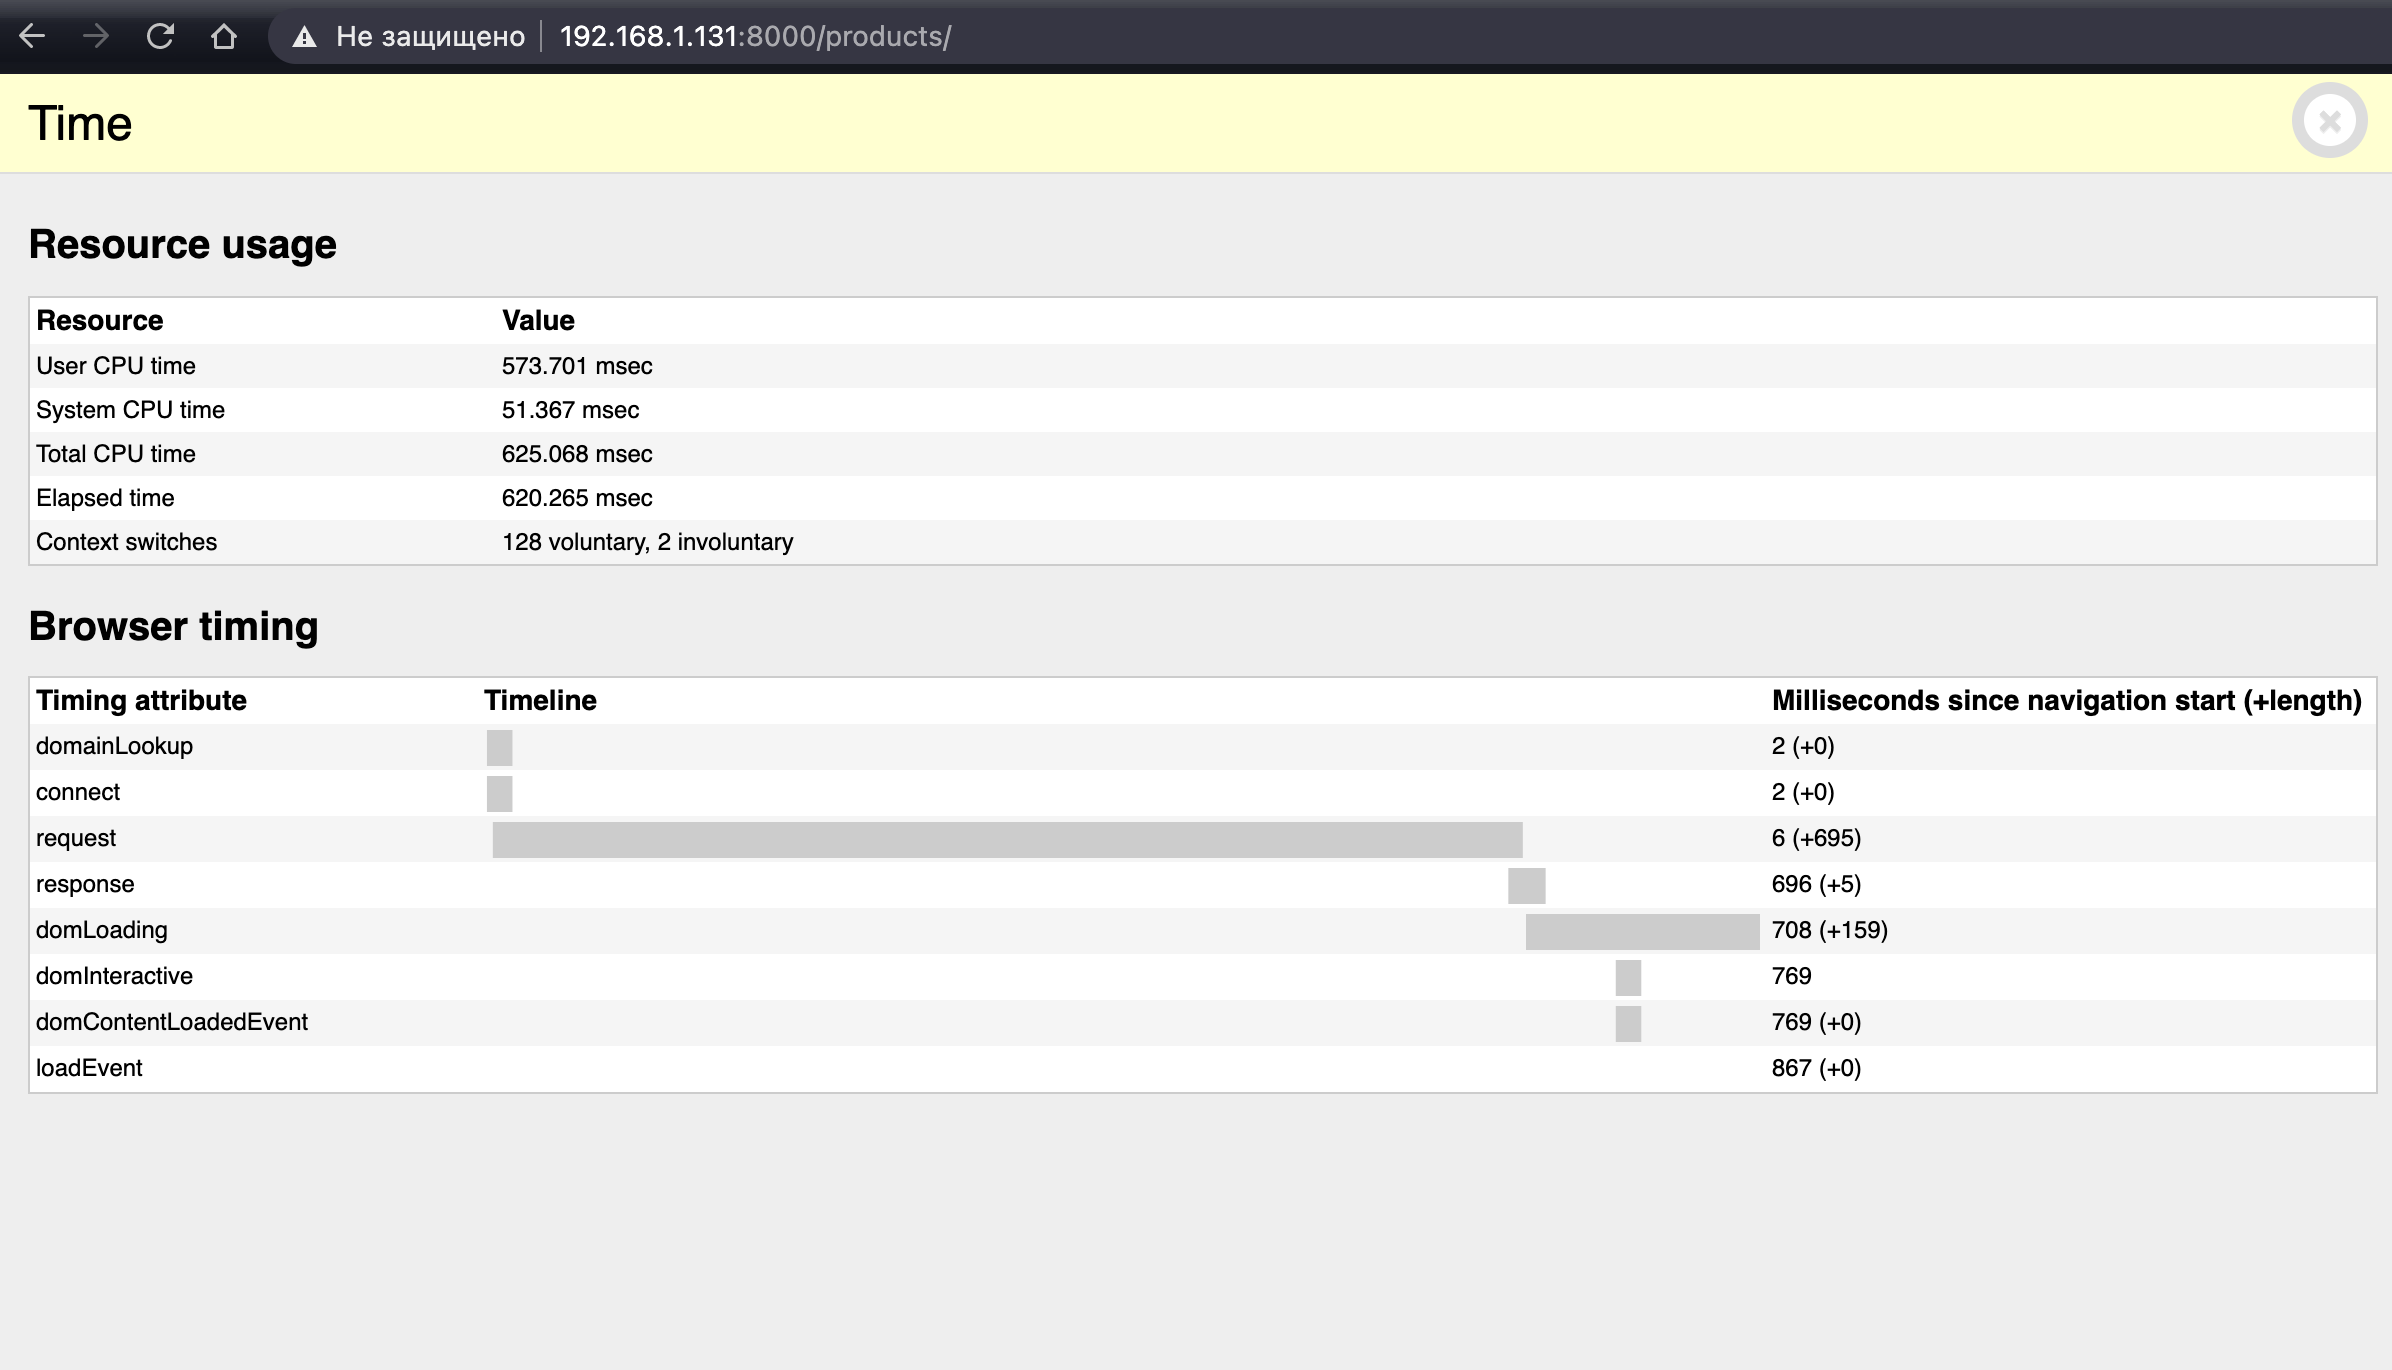 Не защищено 192.168.1.131:8000/products/
Time
Resource usage
Resource Value
User CPU time 573.701 msec
System CPU time 51.367 msec
Total CPU time 625.068 msec
Elapsed time 620.265 msec
Context switches 128 voluntary, 2 involuntary
Browser timing
Timing attribute Timeline Milliseconds since navigation start (+length)
domainLookup 2 (+0)
connect 2 (+0)
request 6 (+695)
response 696 (+5)
domLoading 708 (+159)
domInteractive 769
domContentLoadedEvent 769 (+0)
loadEvent 867 (+0)